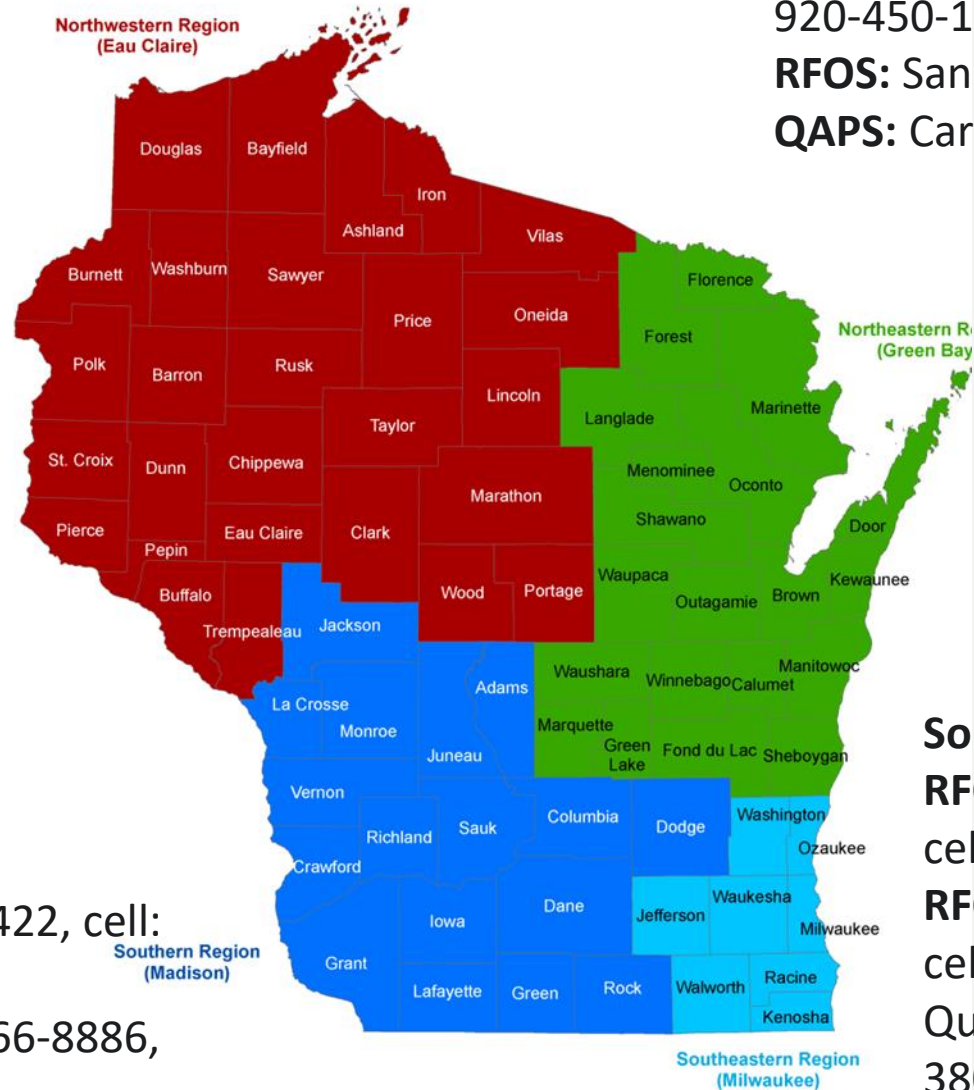 920-450-1
RFOS: San
QAPS: Car
Northwestern Region
(Eau Claire)
Douglas
Bayfield
Iron
Ashland
Vilas
Burnett
Washburn
Sawyer
Florence
Price
Oneida
Forest
Northeastern R
(Green Bay
Polk
Barron
Rusk
Lincoln
Langlade
Marinette
Taylor
St. Croix
Dunn
Chippewa
Menominee
Oconto
Marathon
Shawano
Pierce
Eau Claire
Clark
Door
Pepin
Buffalo
Wood
Portage
Waupaca
Outagamie
Brown
Kewaunee
Trempealeau
Jackson
Waushara
Winnebago
Calumet
Manitowoc
La Crosse
Adams
Monroe
Juneau
Marquette
Green
Lake
Fond du Lac
Sheboygan
So
RF
cel
RF
cel
Qu
380
Vernon
Richland
Sauk
Columbia
Dodge
Washington
Ozaukee
Crawford
Iowa
Dane
Jefferson
Waukesha
Milwaukee
422, cell:
Southern Region
(Madison)
Grant
Lafayette
Green
Rock
Walworth
Racine
Kenosha
66-8886,
Southeastern Region
(Milwaukee)